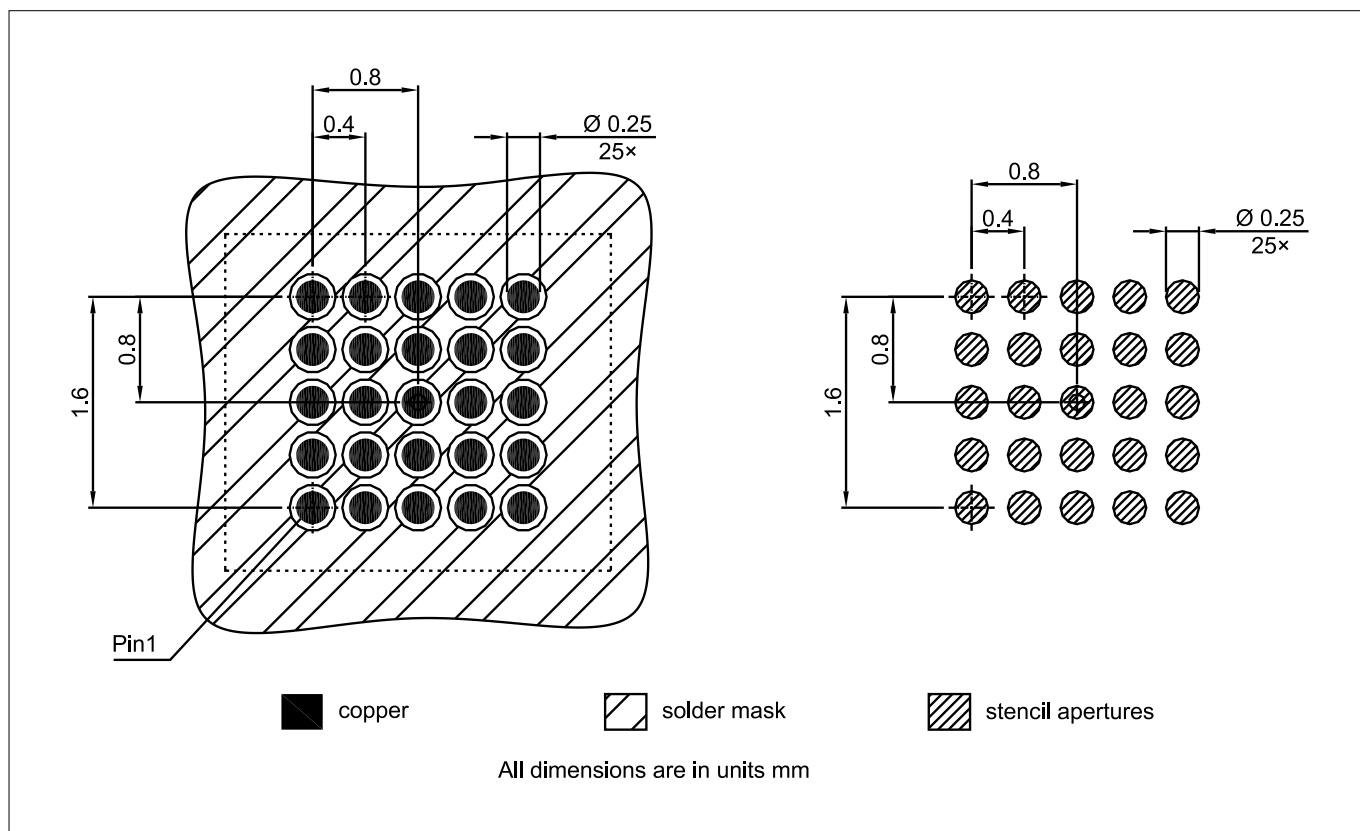 0.8
0.4
Ø 0.25
25×
0.8
1.6
Pin1
0.8
0.4
Ø 0.25
25×
0.8
1.6
copper
solder mask
stencil apertures
All dimensions are in units mm